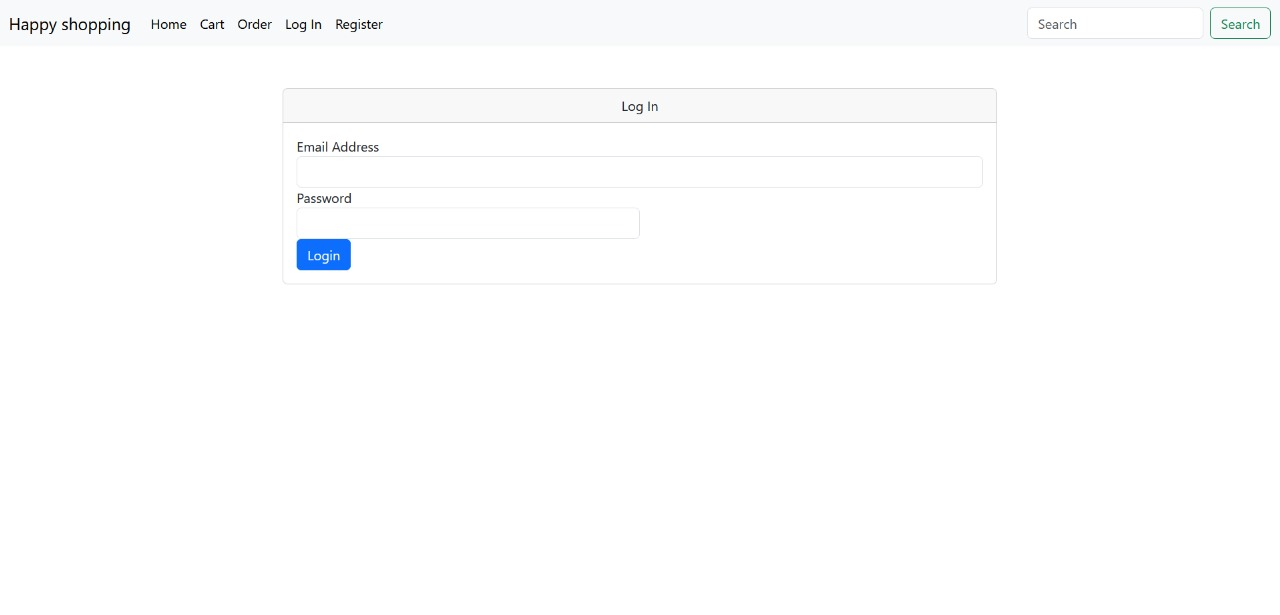 Happy shopping Home Cart Order Log In Register Search Search
Log In
Email Address
Password
Login